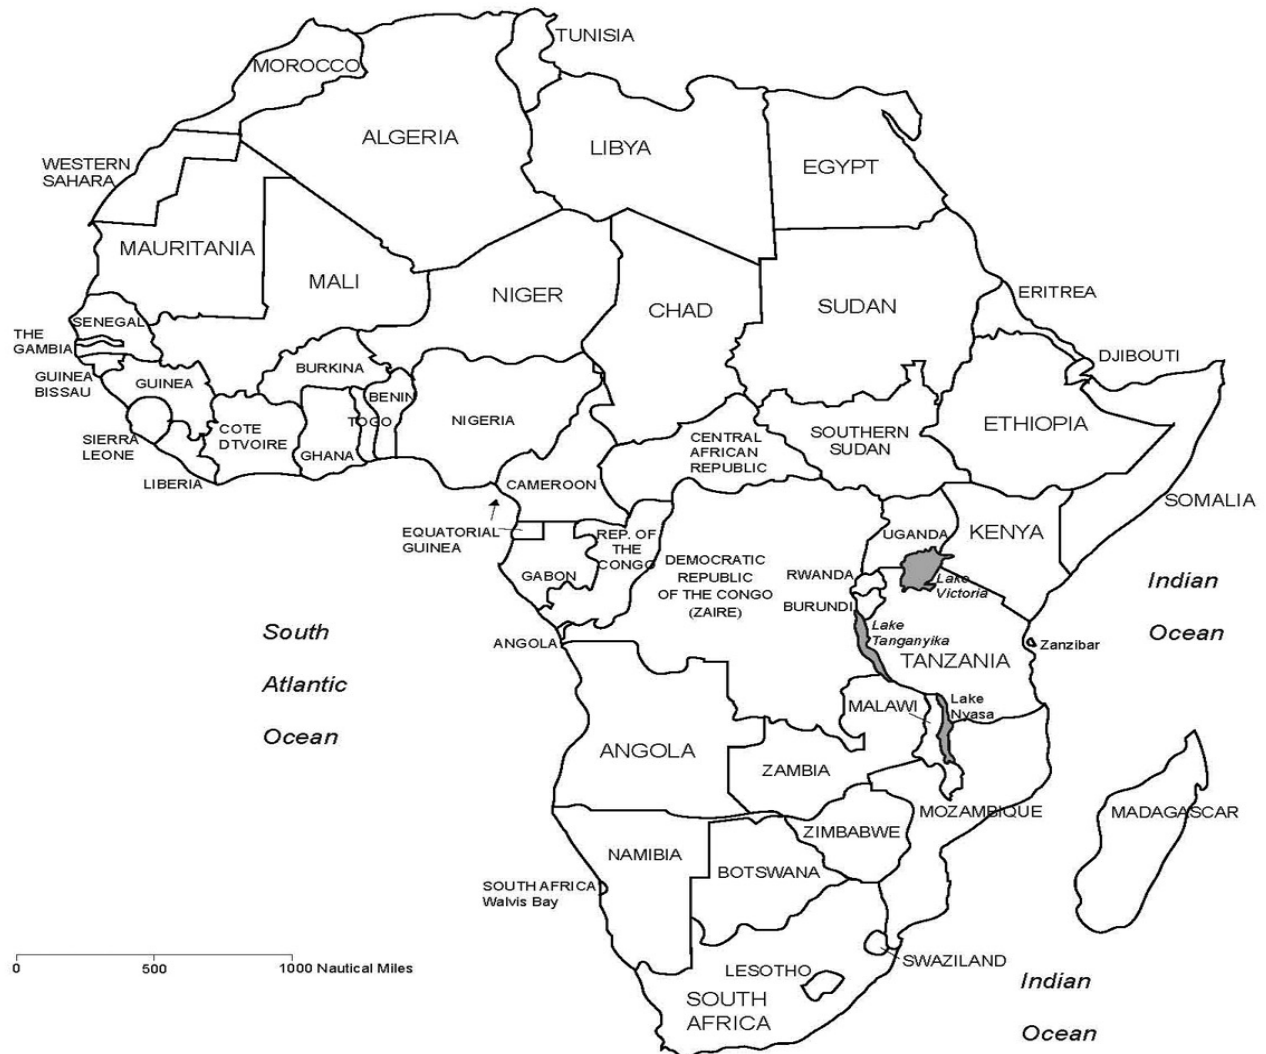 TUNISIA
MOROCCO
ALGERIA
LIBYA
EGYPT
WESTERN
SAHARA
MAURITANIA
MALI
NIGER
CHAD
SUDAN
ERITREA
SENEGAL
THE
GAMBIA
DJIBOUTI
GUINEA
BISSAU
GUINEA
BURKINA
BENIN
NIGERIA
TOGO
COTE
DTVOIRE
GHANA
SIERRA
LEONE
LIBERIA
CENTRAL
AFRICAN
REPUBLIC
SOUTHERN
SUDAN
ETHIOPIA
CAMEROON
SOMALIA
EQUATORIAL
GUINEA
REP. OF
THE
CONGO
UGANDA
KENYA
GABON
DEMOCRATIC
REPUBLIC
OF THE CONGO
(ZAIRE)
RWANDA
BURUNDI
Lake
Victoria
Indian
Ocean
Lake
Tanganyika
South
Atlantic
Ocean
ANGOLA
TANZANIA
Zanzibar
MALAWI
Lake
Nyasa
ANGOLA
ZAMBIA
MOZAMBIQUE
MADAGASCAR
ZIMBABWE
NAMIBIA
BOTSWANA
SOUTH AFRICA
Walvis Bay
SWAZILAND
LESOTHO
SOUTH
AFRICA
0 500 1000 Nautical Miles
Indian
Ocean